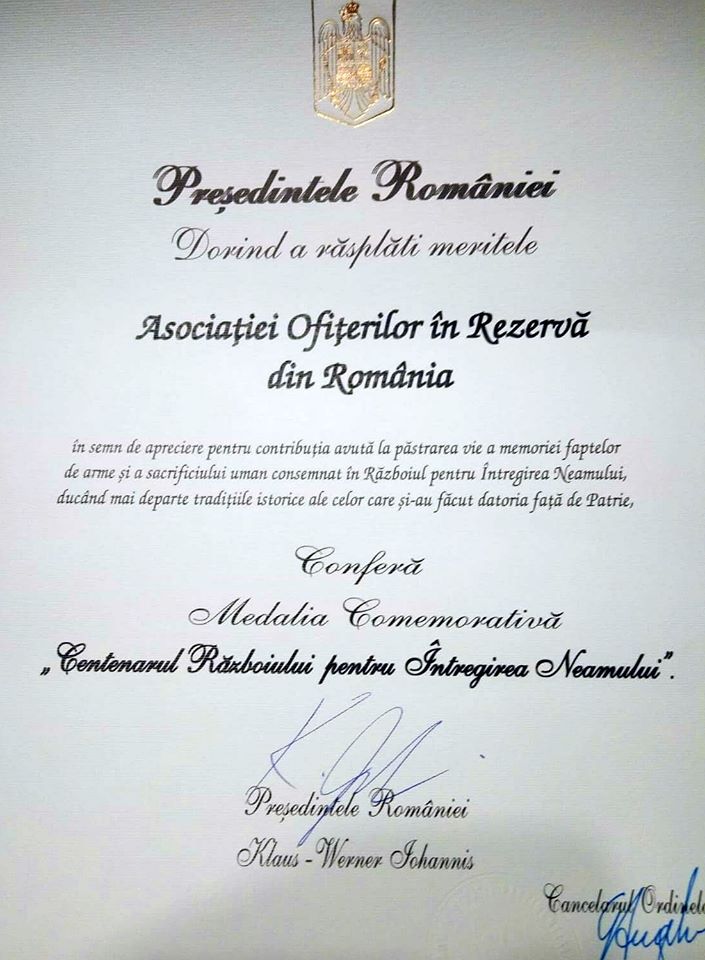 Președintele României
Dorind a răsplăti meritele
Asociaţiei Ofiţerilor în Rezervă
din România
în semn de apreciere pentru contribuția avută la păstrarea vie a memoriei faptelor
de arme și a sacrificiului uman consemnat în Războiul pentru Întregirea Neamului,
ducând mai departe tradițiile istorice ale celor care și-au făcut datoria față de Patrie,
Conferă
Medalia Comemorativă
„Centenarul Războiului pentru Întregirea Neamului”.
Președintele României
Klaus - Werner Iohannis
Cancelarul Ordinelo